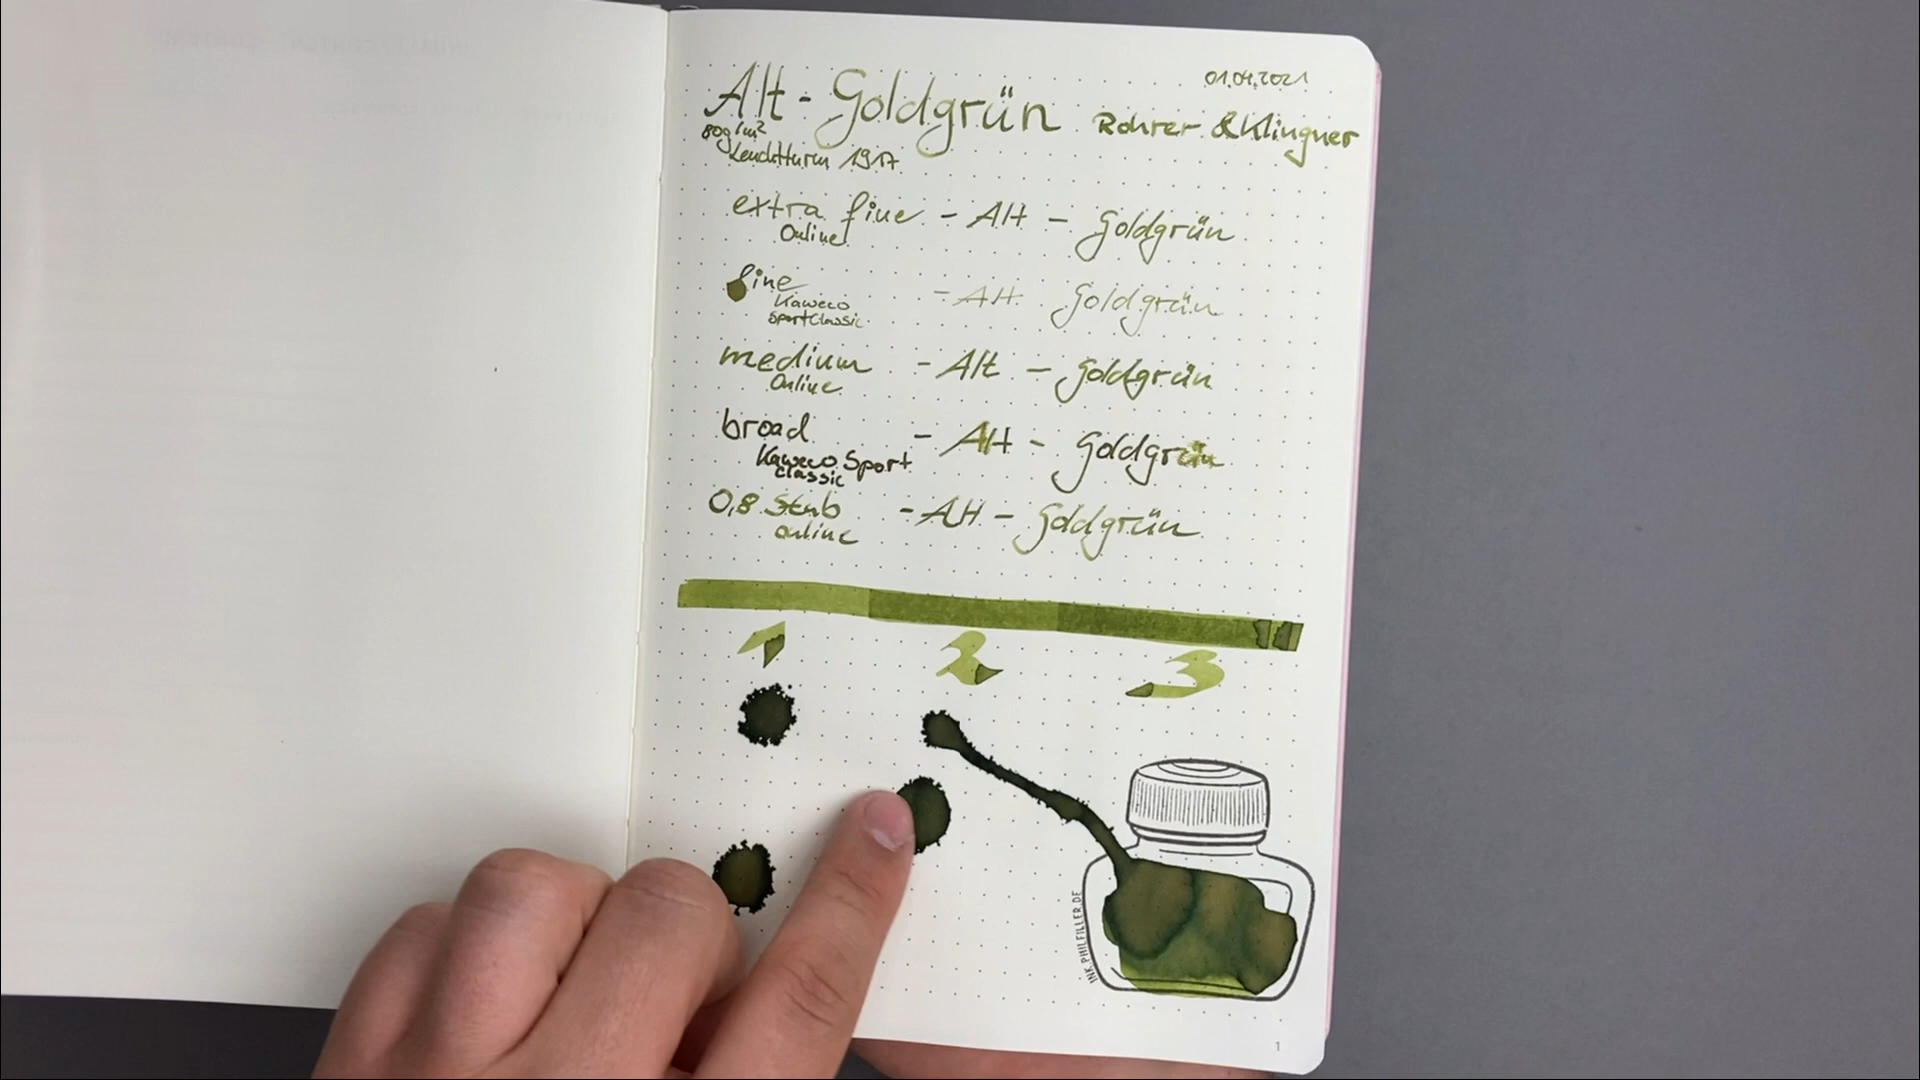 01.04.2021
Alt - Goldgrün Rohrer & Klingner
80g/m²
Leuchtturm 1917
extra fine - Alt - Goldgrün
Online
fine - Alt Goldgrün
Kaweco
Sport Classic
medium - Alt - Goldgrün
Online
broad - Alt - Goldgrün
Kaweco Sport
Classic
0,8 Stub - Alt - Goldgrün
online
1 2 3
INK.PHILFILLER.DE
1